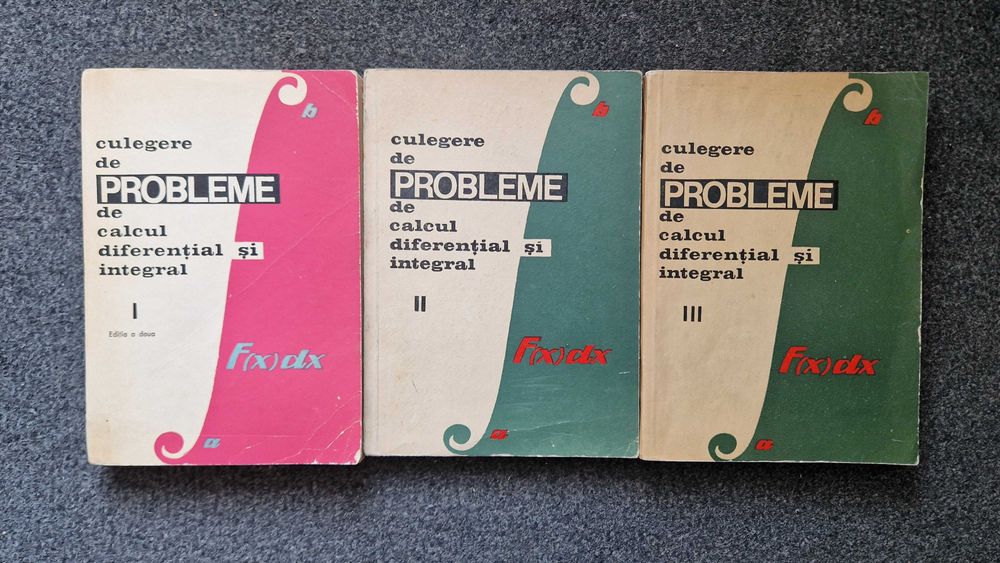 culegere
de
PROBLEME
de
calcul
diferențial și
integral
I
Ediția a doua
b
F(x)dx
a
culegere
de
PROBLEME
de
calcul
diferențial și
integral
II
b
F(x)dx
a
culegere
de
PROBLEME
de
calcul
diferențial și
integral
III
b
F(x)dx
a